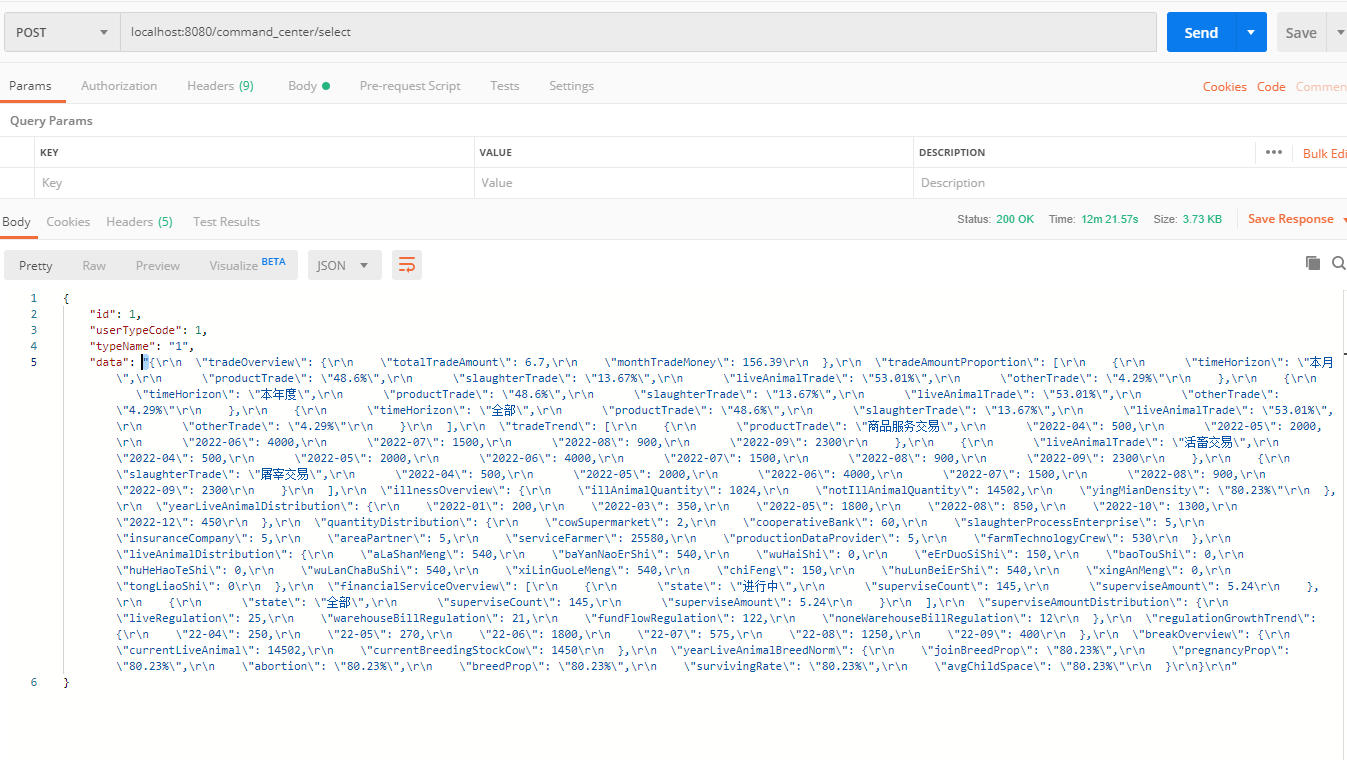 POST localhost:8080/command_center/select Send Save
Params Authorization Headers (9) Body Pre-request Script Tests Settings Cookies Code Commen
Query Params
KEY VALUE DESCRIPTION ••• Bulk Edi
Key Value Description
Body Cookies Headers (5) Test Results Status: 200 OK Time: 12m 21.57s Size: 3.73 KB Save Response
Pretty Raw Preview Visualize BETA JSON
1 {
2 "id": 1,
3 "userTypeCode": 1,
4 "typeName": "1",
5 "data": "{\r\n  \"tradeOverview\": {\r\n    \"totalTradeAmount\": 6.7,\r\n    \"monthTradeMoney\": 156.39\r\n  },\r\n  \"tradeAmountProportion\": [\r\n    {\r\n      \"timeHorizon\": \"本月
\",\r\n      \"productTrade\": \"48.6%\",\r\n      \"slaughterTrade\": \"13.67%\",\r\n      \"liveAnimalTrade\": \"53.01%\",\r\n      \"otherTrade\": \"4.29%\"\r\n    },\r\n    {\r\n
\"timeHorizon\": \"本年度\",\r\n      \"productTrade\": \"48.6%\",\r\n      \"slaughterTrade\": \"13.67%\",\r\n      \"liveAnimalTrade\": \"53.01%\",\r\n      \"otherTrade\":
\"4.29%\"\r\n    },\r\n    {\r\n      \"timeHorizon\": \"全部\",\r\n      \"productTrade\": \"48.6%\",\r\n      \"slaughterTrade\": \"13.67%\",\r\n      \"liveAnimalTrade\": \"53.01%\",
\r\n      \"otherTrade\": \"4.29%\"\r\n    }\r\n  ],\r\n  \"tradeTrend\": [\r\n    {\r\n      \"productTrade\": \"商品服务交易\",\r\n      \"2022-04\": 500,\r\n      \"2022-05\": 2000,
\r\n      \"2022-06\": 4000,\r\n      \"2022-07\": 1500,\r\n      \"2022-08\": 900,\r\n      \"2022-09\": 2300\r\n    },\r\n    {\r\n      \"liveAnimalTrade\": \"活畜交易\",\r\n
\"2022-04\": 500,\r\n      \"2022-05\": 2000,\r\n      \"2022-06\": 4000,\r\n      \"2022-07\": 1500,\r\n      \"2022-08\": 900,\r\n      \"2022-09\": 2300\r\n    },\r\n    {\r\n
\"slaughterTrade\": \"屠宰交易\",\r\n      \"2022-04\": 500,\r\n      \"2022-05\": 2000,\r\n      \"2022-06\": 4000,\r\n      \"2022-07\": 1500,\r\n      \"2022-08\": 900,\r\n
\"2022-09\": 2300\r\n    }\r\n  ],\r\n  \"illnessOverview\": {\r\n    \"illAnimalQuantity\": 1024,\r\n    \"notIllAnimalQuantity\": 14502,\r\n    \"yingMianDensity\": \"80.23%\"\r\n  },
\r\n  \"yearLiveAnimalDistribution\": {\r\n    \"2022-01\": 200,\r\n    \"2022-03\": 350,\r\n    \"2022-05\": 1800,\r\n    \"2022-08\": 850,\r\n    \"2022-10\": 1300,\r\n
\"2022-12\": 450\r\n  },\r\n  \"quantityDistribution\": {\r\n    \"cowSupermarket\": 2,\r\n    \"cooperativeBank\": 60,\r\n    \"slaughterProcessEnterprise\": 5,\r\n
\"insuranceCompany\": 5,\r\n    \"areaPartner\": 5,\r\n    \"serviceFarmer\": 25580,\r\n    \"productionDataProvider\": 5,\r\n    \"farmTechnologyCrew\": 530\r\n  },\r\n
\"liveAnimalDistribution\": {\r\n    \"aLaShanMeng\": 540,\r\n    \"baYanNaoErShi\": 540,\r\n    \"wuHaiShi\": 0,\r\n    \"eErDuoSiShi\": 150,\r\n    \"baoTouShi\": 0,\r\n
\"huHeHaoTeShi\": 0,\r\n    \"wuLanChaBuShi\": 540,\r\n    \"xiLinGuoLeMeng\": 540,\r\n    \"chiFeng\": 150,\r\n    \"huLunBeiErShi\": 540,\r\n    \"xingAnMeng\": 0,\r\n
\"tongLiaoShi\": 0\r\n  },\r\n  \"financialServiceOverview\": [\r\n    {\r\n      \"state\": \"进行中\",\r\n      \"superviseCount\": 145,\r\n      \"superviseAmount\": 5.24\r\n    },
\r\n    {\r\n      \"state\": \"全部\",\r\n      \"superviseCount\": 145,\r\n      \"superviseAmount\": 5.24\r\n    }\r\n  ],\r\n  \"superviseAmountDistribution\": {\r\n
\"liveRegulation\": 25,\r\n    \"warehouseBillRegulation\": 21,\r\n    \"fundFlowRegulation\": 122,\r\n    \"noneWarehouseBillRegulation\": 12\r\n  },\r\n  \"regulationGrowthTrend\":
{\r\n    \"22-04\": 250,\r\n    \"22-05\": 270,\r\n    \"22-06\": 1800,\r\n    \"22-07\": 575,\r\n    \"22-08\": 1250,\r\n    \"22-09\": 400\r\n  },\r\n  \"breakOverview\": {\r\n
\"currentLiveAnimal\": 14502,\r\n    \"currentBreedingStockCow\": 1450\r\n  },\r\n  \"yearLiveAnimalBreedNorm\": {\r\n    \"joinBreedProp\": \"80.23%\",\r\n    \"pregnancyProp\":
\"80.23%\",\r\n    \"abortion\": \"80.23%\",\r\n    \"breedProp\": \"80.23%\",\r\n    \"survivingRate\": \"80.23%\",\r\n    \"avgChildSpace\": \"80.23%\"\r\n  }\r\n}\r\n"
6 }